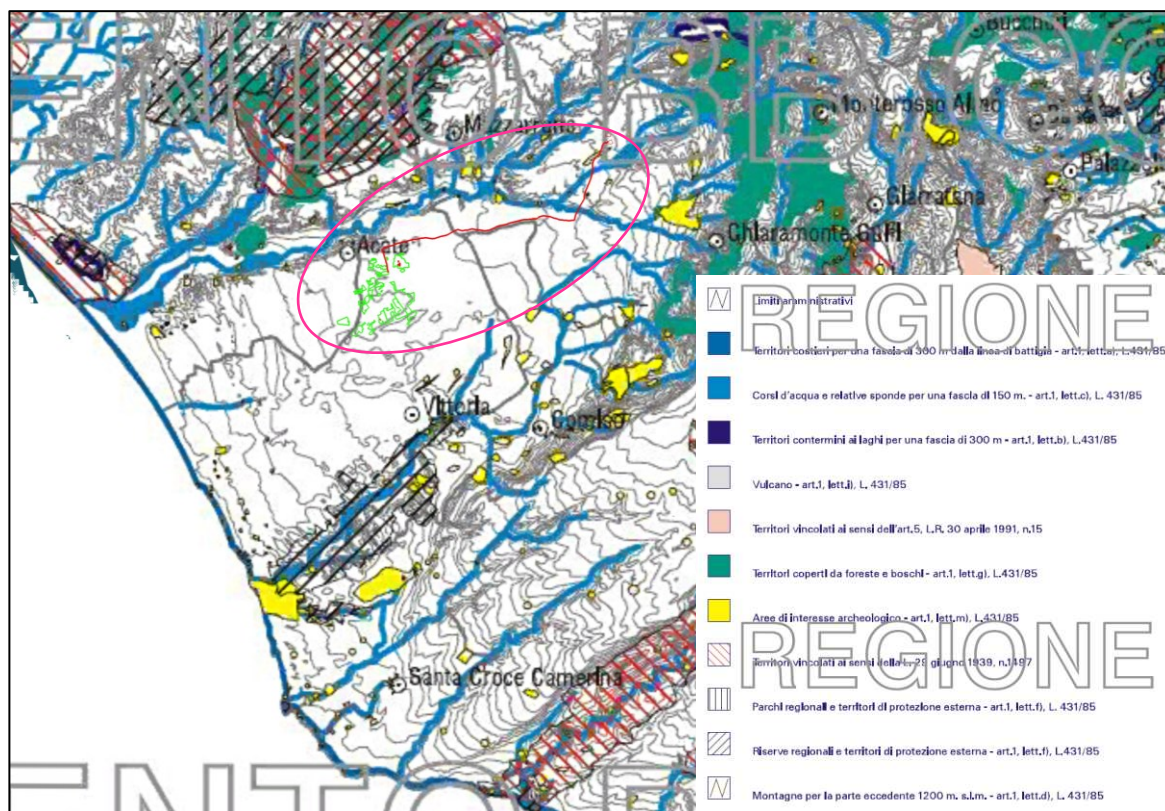 ENTO BB.CC
Buccheri
Monterosso Almo
Mazzarrone
Giarratana
Acate
Chiaramonte Gulfi
Vittoria
Comiso
Santa Croce Camerina
REGIONE
Limiti amministrativi
Territori costieri per una fascia di 300 m dalla linea di battigia - art.1, lett.a), L.431/85
Corsi d'acqua e relative sponde per una fascia di 150 m. - art.1, lett.c), L. 431/85
Territori contermini ai laghi per una fascia di 300 m - art.1, lett.b), L.431/85
Vulcano - art.1, lett.i), L. 431/85
Territori vincolati ai sensi dell'art.5, L.R. 30 aprile 1991, n.15
Territori coperti da foreste e boschi - art.1, lett.g), L.431/85
Aree di interesse archeologico - art.1, lett.m), L.431/85
REGIONE
Territori vincolati ai sensi della L. 29 giugno 1939, n.1497
Parchi regionali e territori di protezione esterna - art.1, lett.f), L. 431/85
Riserve regionali e territori di protezione esterna - art.1, lett.f), L.431/85
Montagne per la parte eccedente 1200 m. s.l.m. - art.1, lett.d), L. 431/85